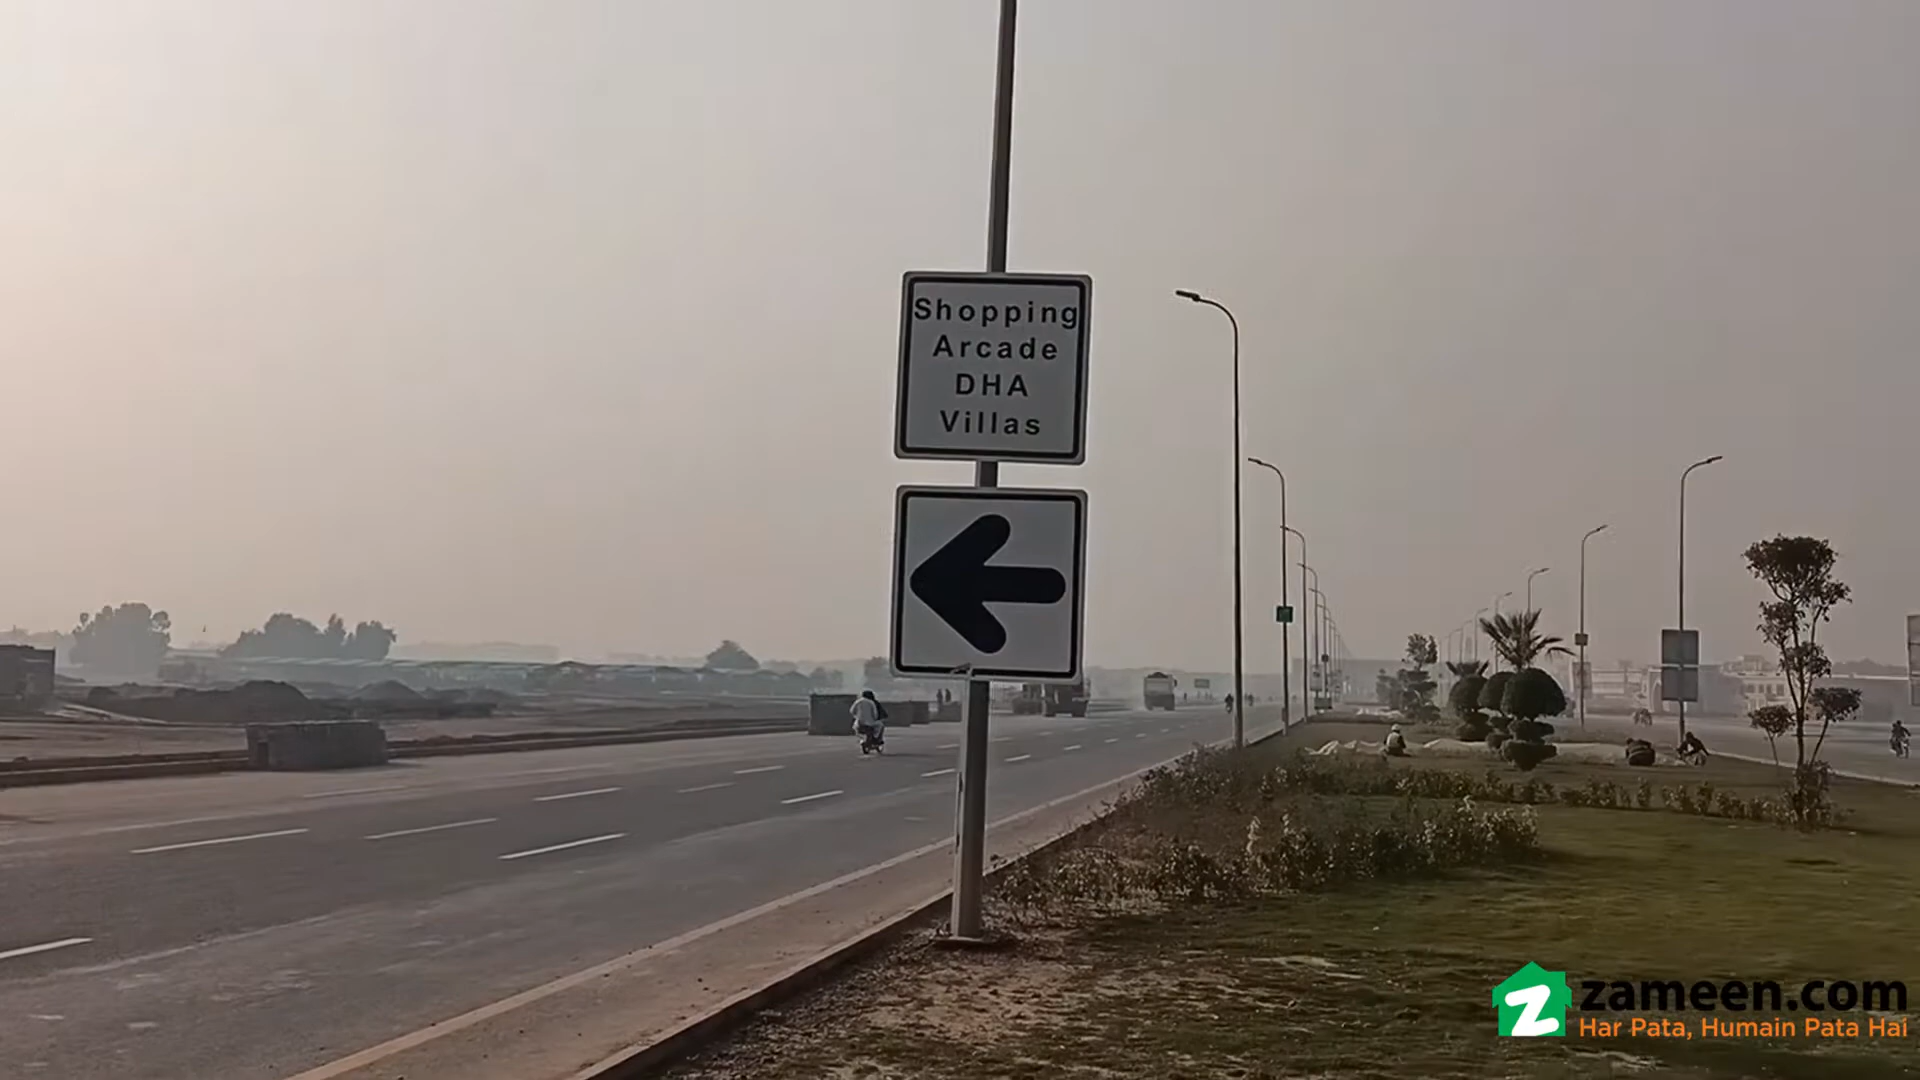 Shopping
Arcade
DHA
Villas
zameen.com
Har Pata, Humain Pata Hai